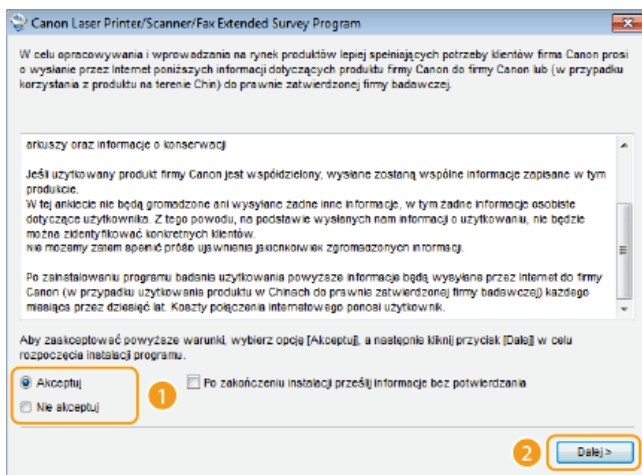 Canon Laser Printer/Scanner/Fax Extended Survey Program
W celu opracowywania i wprowadzania na rynek produktów lepiej spełniających potrzeby klientów firma Canon prosi
o wysłanie przez Internet poniższych informacji dotyczących produktu firmy Canon do firmy Canon lub (w przypadku
korzystania z produktu na terenie Chin) do prawnie zatwierdzonej firmy badawczej.
arkuszy oraz informacje o konserwacji
Jeśli użytkowany produkt firmy Canon jest współdzielony, wysłane zostaną wspólne informacje zapisane w tym
produkcie.
W tej ankiecie nie będą gromadzone ani wysyłane żadne inne informacje, w tym żadne informacje osobiste
dotyczące użytkownika. Z tego powodu, na podstawie wysłanych nam informacji o użytkowaniu, nie będzie
można zidentyfikować konkretnych klientów.
Nie możemy zatem spełnić próśb ujawnienia jakichkolwiek zgromadzonych informacji.
Po zainstalowaniu programu badania użytkowania powyższe informacje będą wysyłane przez Internet do firmy
Canon (w przypadku użytkowania produktu w Chinach do prawnie zatwierdzonej firmy badawczej) każdego
miesiąca przez dziesięć lat. Koszty połączenia internetowego ponosi użytkownik.
Aby zaakceptować powyższe warunki, wybierz opcję [Akceptuj], a następnie kliknij przycisk [Dalej] w celu
rozpoczęcia instalacji programu.
Akceptuj
Po zakończeniu instalacji prześlij informacje bez potwierdzania
1
Nie akceptuj
2
Dalej >